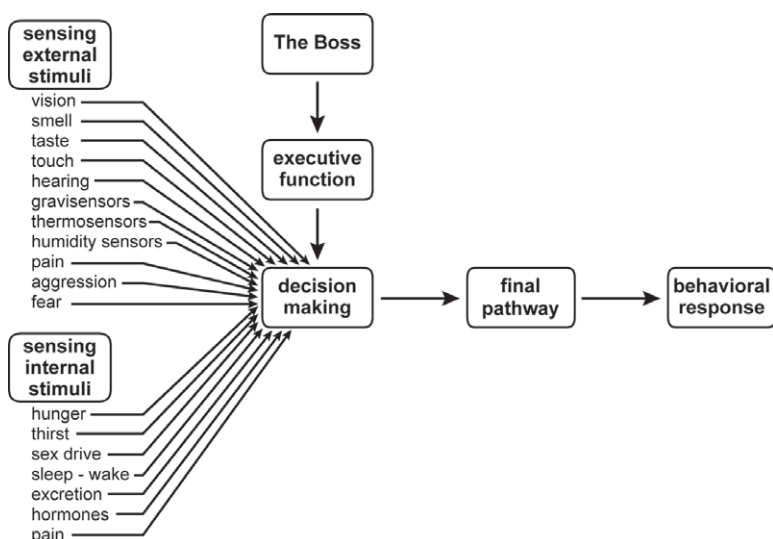 sensing
external
stimuli
vision
smell
taste
touch
hearing
gravisensors
thermosensors
humidity sensors
pain
aggression
fear
sensing
internal
stimuli
hunger
thirst
sex drive
sleep - wake
excretion
hormones
pain
The Boss
executive
function
decision
making
final
pathway
behavioral
response